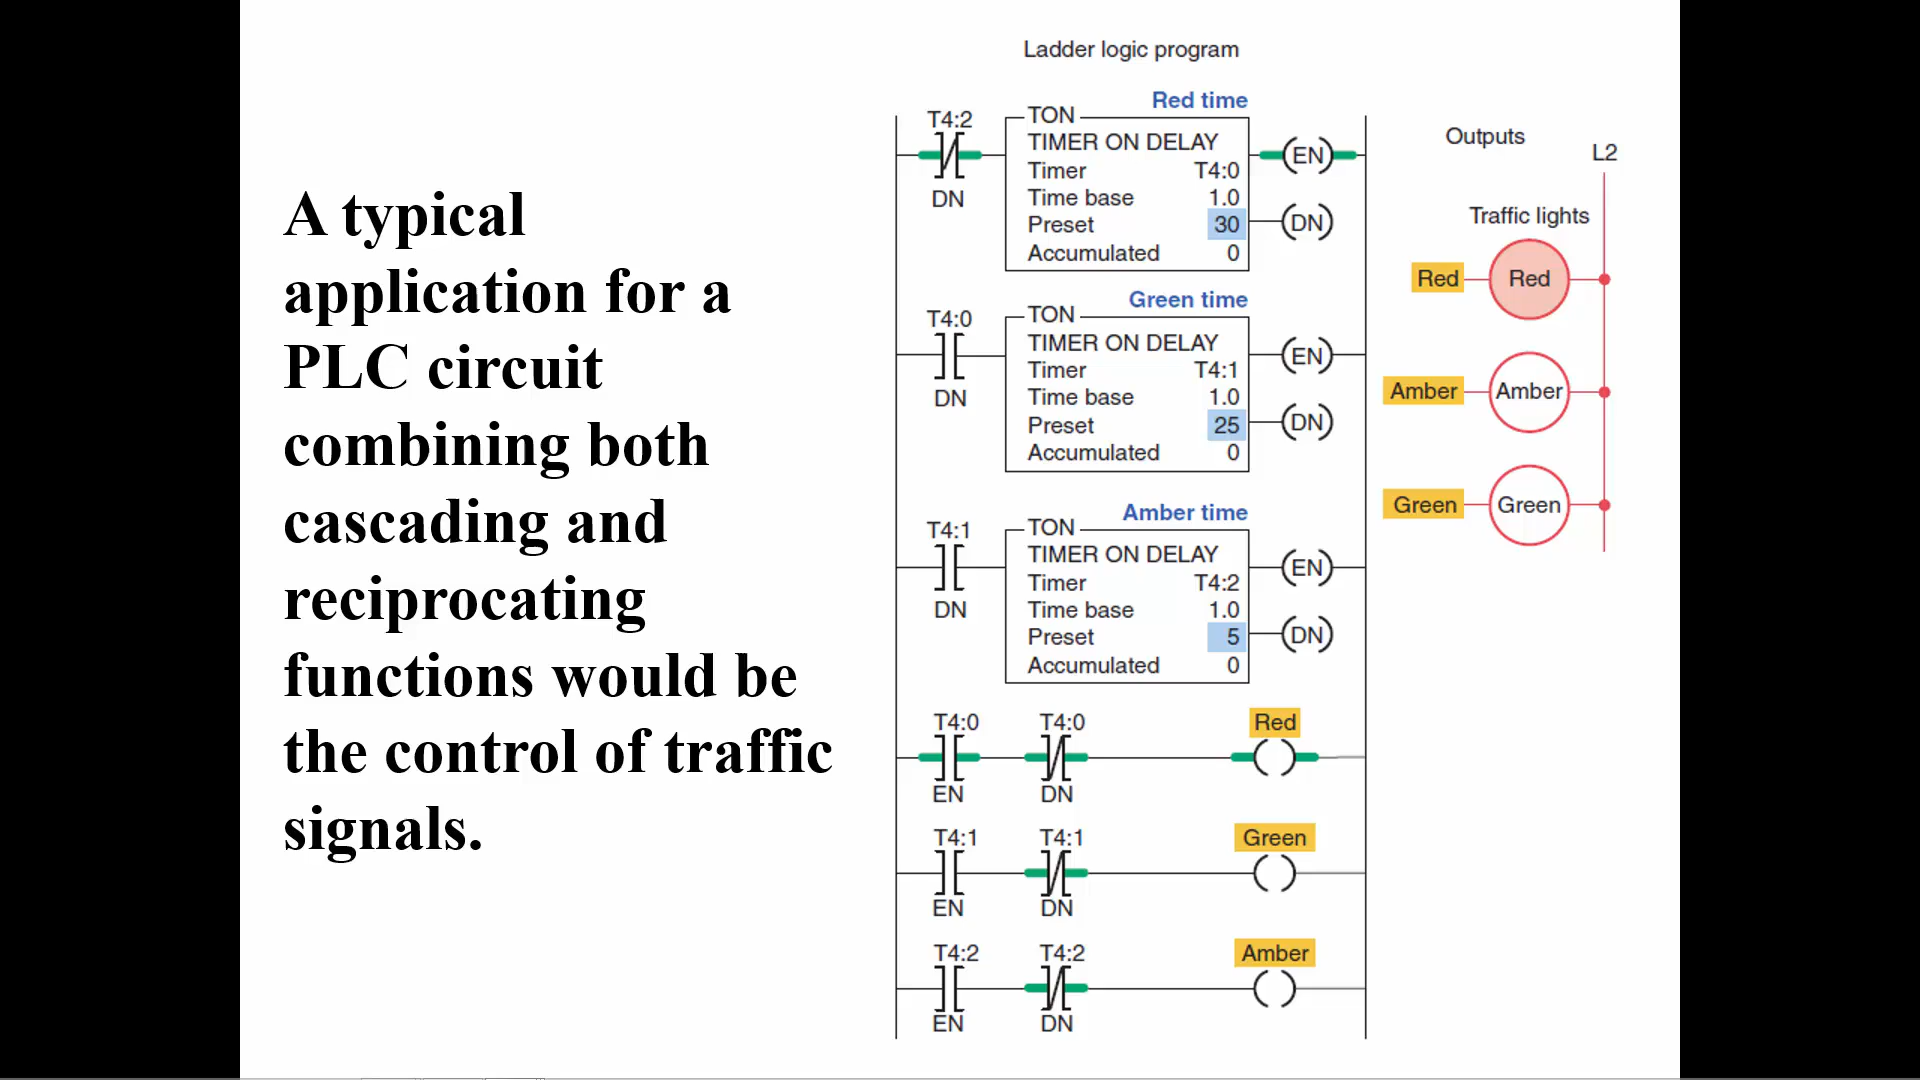 A typical
application for a
PLC circuit
combining both
cascading and
reciprocating
functions would be
the control of traffic
signals.
Ladder logic program
Red time
T4:2
TON
TIMER ON DELAY
Timer T4:0
Time base 1.0
Preset 30
Accumulated 0
EN
DN
DN
Green time
T4:0
TON
TIMER ON DELAY
Timer T4:1
Time base 1.0
Preset 25
Accumulated 0
EN
DN
DN
Amber time
T4:1
TON
TIMER ON DELAY
Timer T4:2
Time base 1.0
Preset 5
Accumulated 0
EN
DN
DN
T4:0 T4:0 Red
EN DN
T4:1 T4:1 Green
EN DN
T4:2 T4:2 Amber
EN DN
Outputs
L2
Traffic lights
Red Red
Amber Amber
Green Green